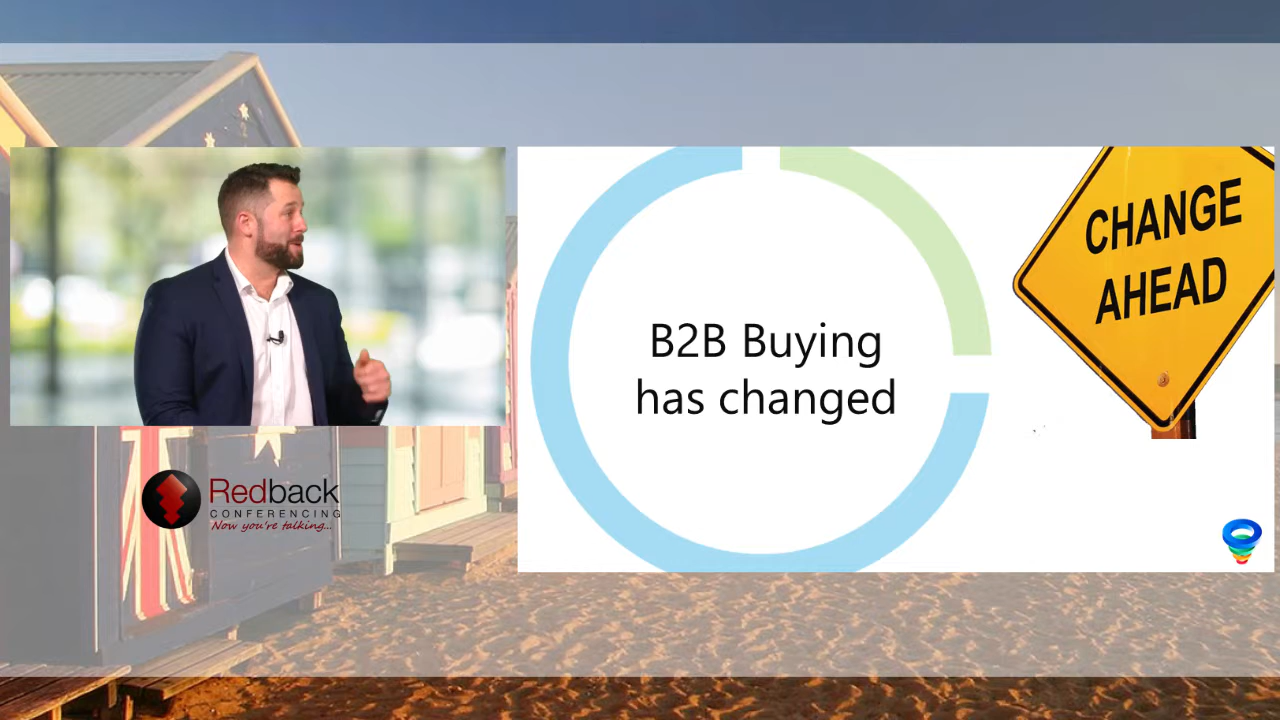 B2B Buying
has changed
CHANGE
AHEAD
Redback
CONFERENCING
Now you're talking...